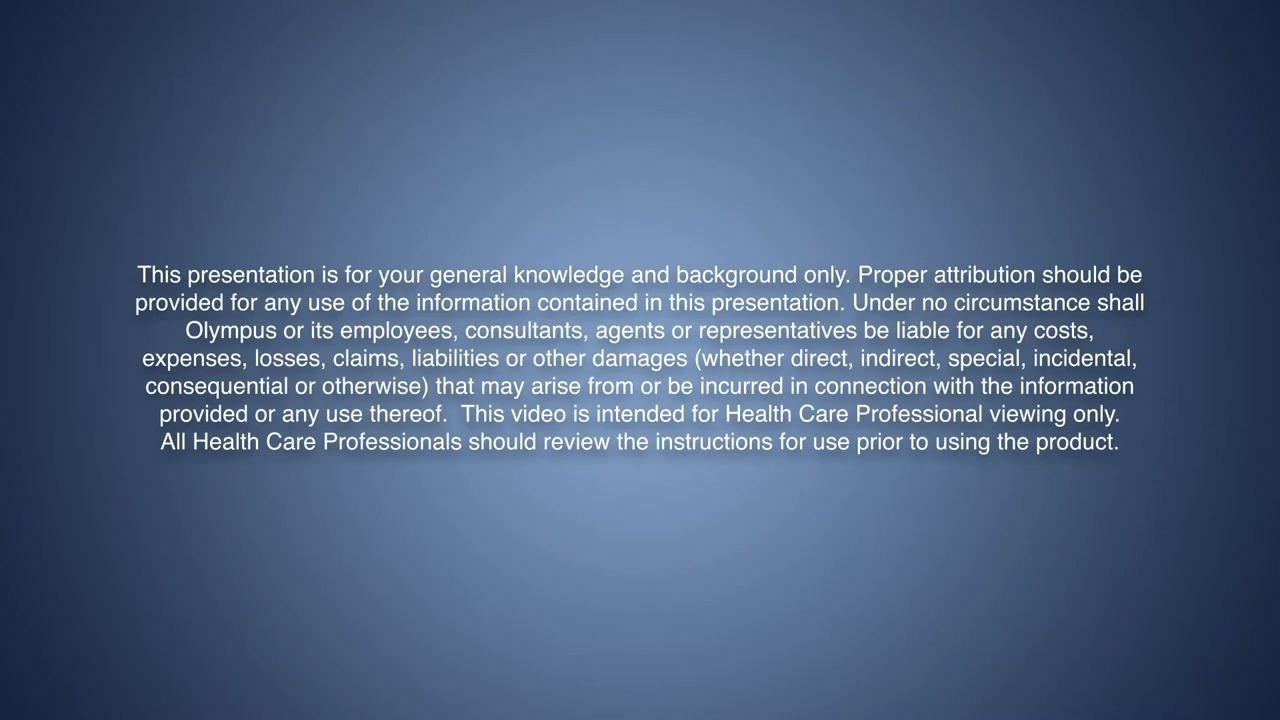 This presentation is for your general knowledge and background only. Proper attribution should be
provided for any use of the information contained in this presentation. Under no circumstance shall
Olympus or its employees, consultants, agents or representatives be liable for any costs,
expenses, losses, claims, liabilities or other damages (whether direct, indirect, special, incidental,
consequential or otherwise) that may arise from or be incurred in connection with the information
provided or any use thereof.  This video is intended for Health Care Professional viewing only.
All Health Care Professionals should review the instructions for use prior to using the product.